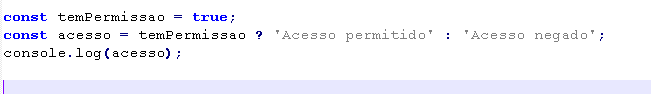 const temPermissao = true;
const acesso = temPermissao ? 'Acesso permitido' : 'Acesso negado';
console.log(acesso);